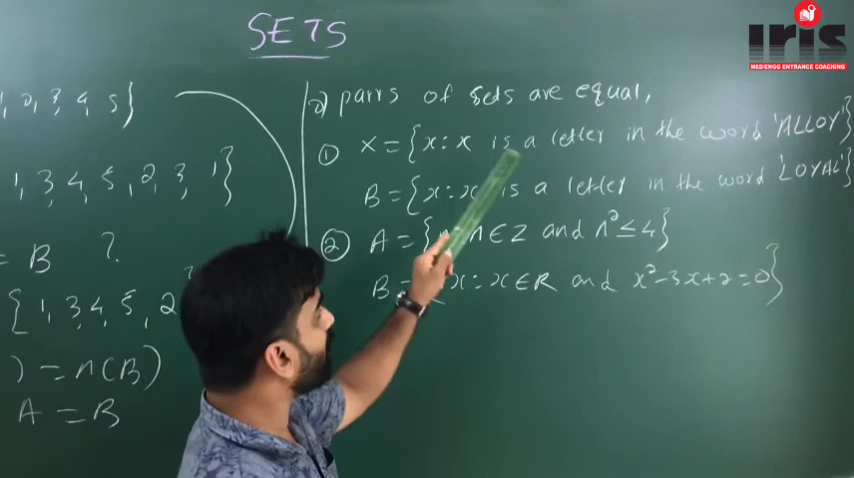 SETS
iris
MEDI|ENGG ENTRANCE COACHING
1, 2, 3, 4, 5}
1, 3, 4, 5, 2, 3, 1}
= B ?
{1, 3, 4, 5, 2
) = n(B)
A = B
pairs of sets are equal,
① X = {x : x is a letter in the word 'ALLOY'}
B = {x : x is a letter in the word 'LOYAL'}
② A = { n ∈ Z and n² ≤ 4}
B = x : x ∈ R and x² - 3x + 2 = 0}